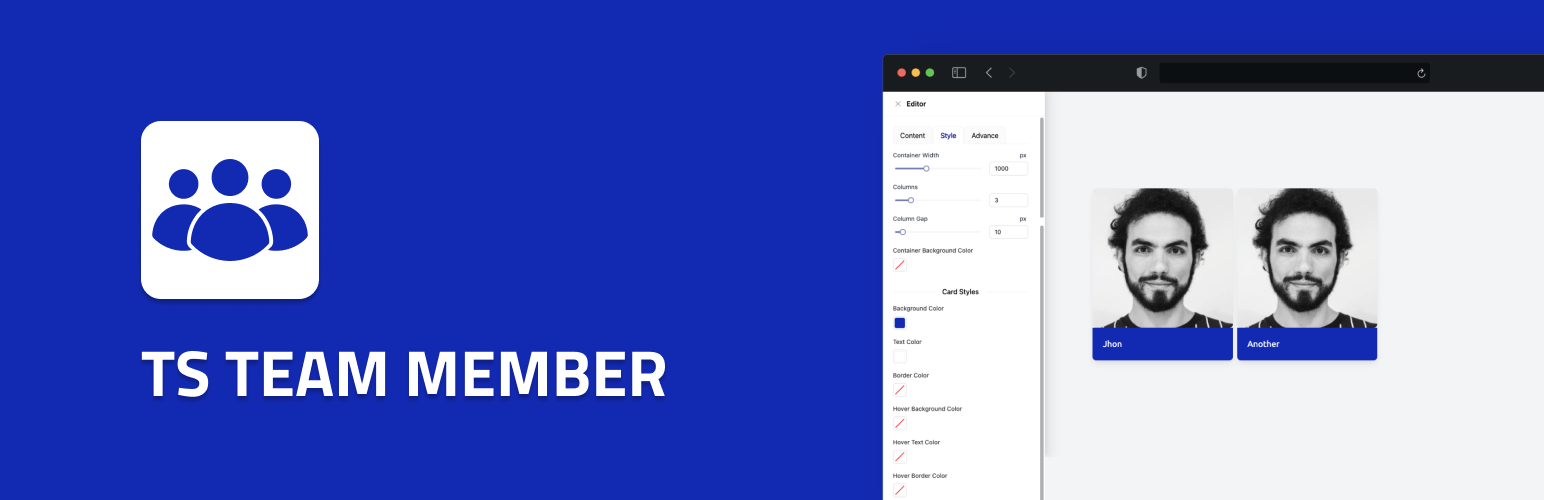 TS TEAM MEMBER
Editor
Content Style Advance
Container Width px
1000
Columns
3
Column Gap px
10
Container Background Color
Card Styles
Background Color
Text Color
Border Color
Hover Background Color
Hover Text Color
Hover Border Color
Jhon
Another